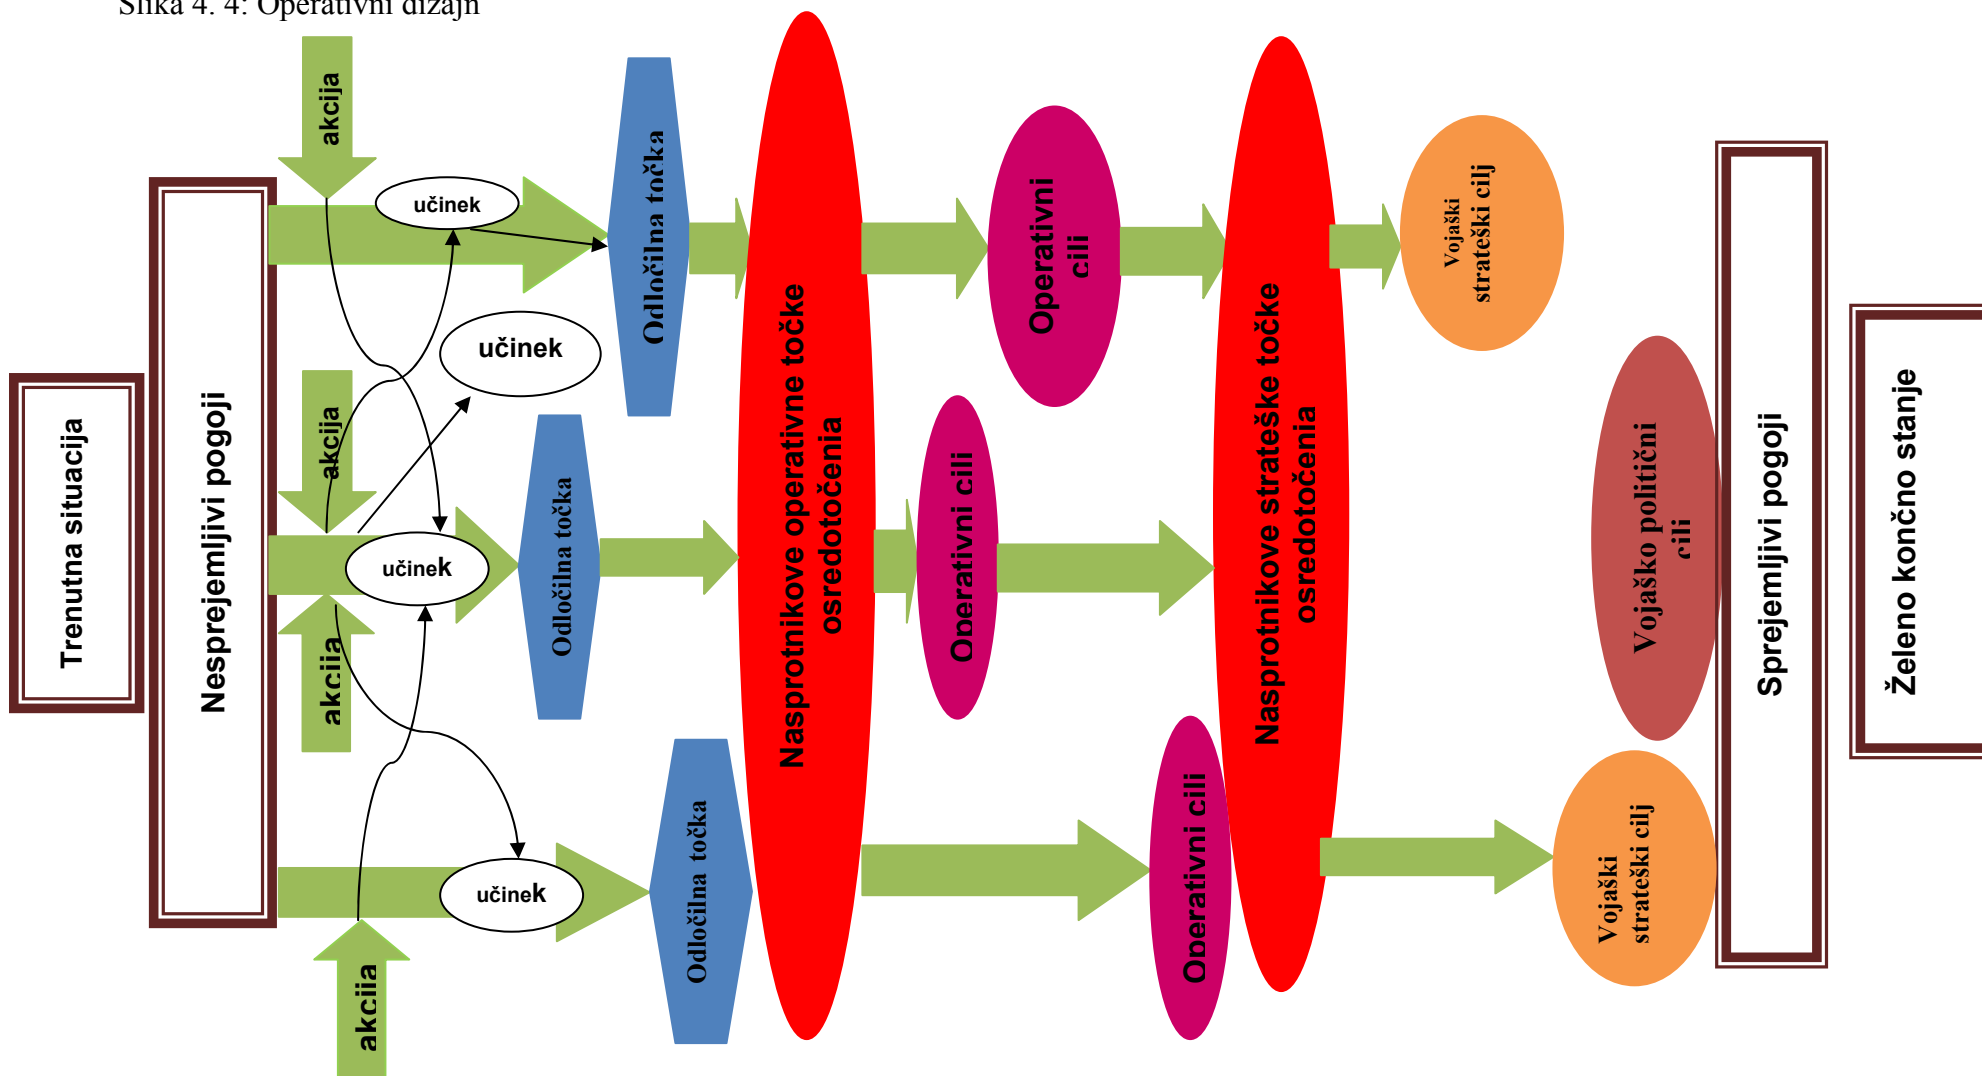 Slika 4. 4: Operativni dizajn
Trenutna situacija
Nesprejemljivi pogoji
akcija
akcija
akcija
akcija
učinek
učinek
učinek
učinek
Odločilna točka
Odločilna točka
Odločilna točka
Nasprotnikove operativne točke
osredotočenja
Operativni
cilj
Operativni cilj
Operativni cilj
Nasprotnikove strateške točke
osredotočenja
Vojaški
strateški cilj
Vojaško politični
cilj
Vojaški
strateški cilj
Sprejemljivi pogoji
Želeno končno stanje